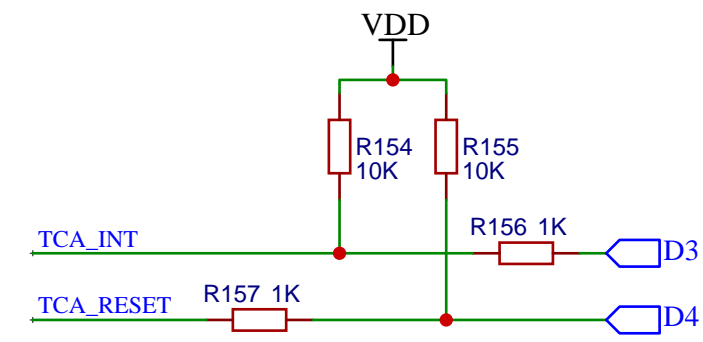 VDD
R154
10K
R155
10K
TCA_INT
R156 1K
D3
TCA_RESET
R157 1K
D4